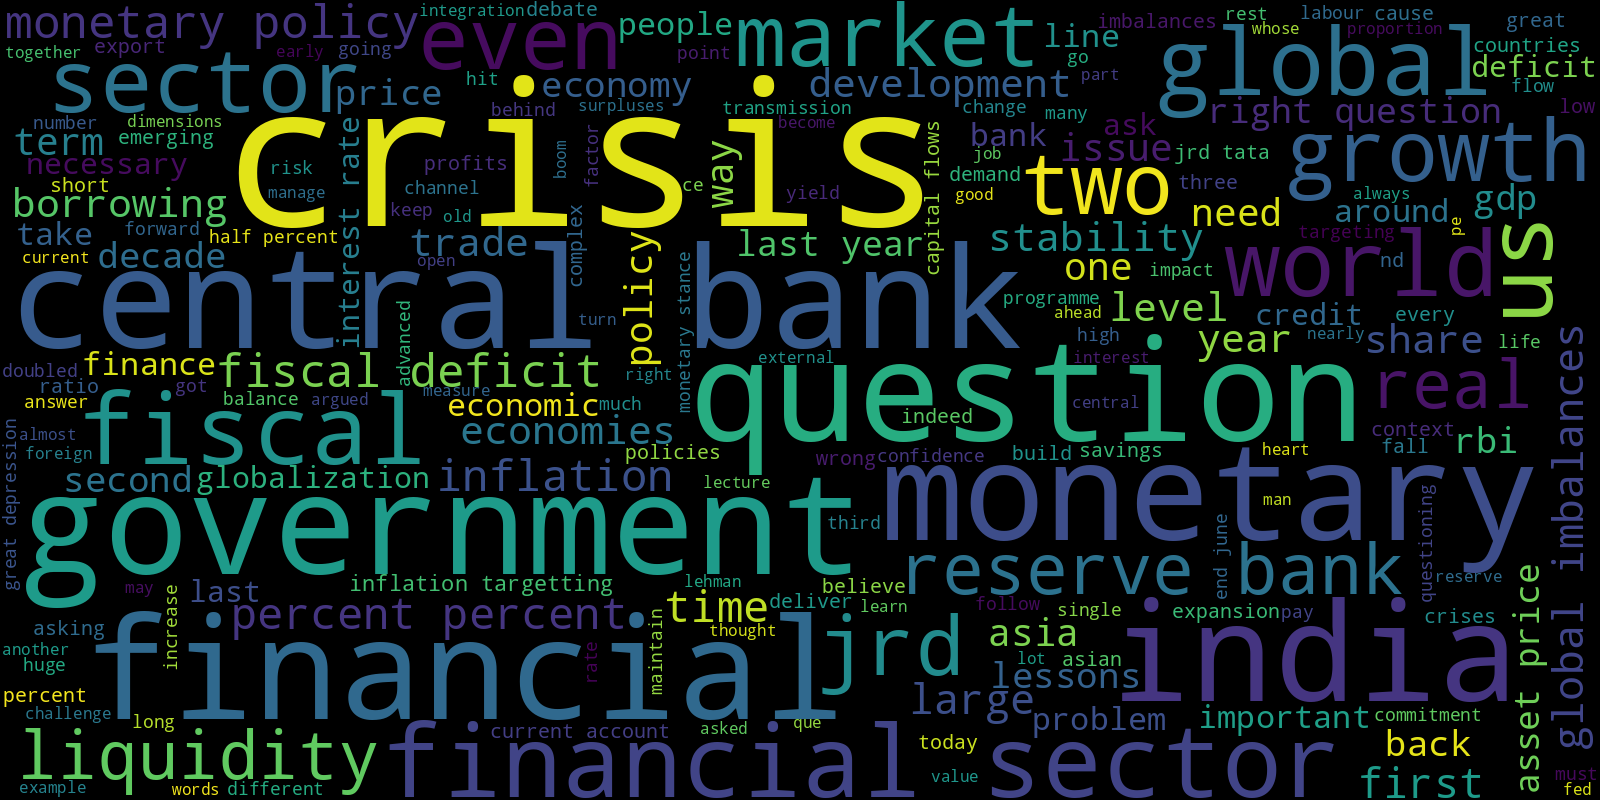 monetary policy
integration
debate
even
people
market
line
imbalances
rest
labour
cause
great
whose
proportion
together
export
early
going
point
go
global
countries
deficit
sector
price
hit
economy
development
part
flow
crisis
behind
surpluses
transmission
change
many
right question
low
number
dimensions
become
term
emerging
interest rate
boom
factor
way
capital flows
bank
ask
issue
jrd tata
growth
necessary
risk
profits
job
two
short
manage
channel
ce
yield
demand
good
three
always
gdp
borrowing
keep
old
need
around
take
forward
half percent
trade
complex
policy
last year
stability
targeting
pe
us
current
decade
open
one
impact
world
nd
central bank
advanced
turn
monetary stance
programme
ahead
level
credit
every
high
nearly
share
life
year
finance
fiscal deficit
external
question
interest
doubled
ratio
got
measure
right
real
answer
balance
argued
economic
much
indeed
central
fiscal
almost
foreign
great depression
economies
policies
wrong
confidence
build
savings
context
fall
rbi
heart
global imbalances
second
globalization
inflation
lecture
monetary
man
questioning
government
third
end june
reserve bank
reserve
may
last
inflation targetting
lehman
believe
increase
percent percent
time
deliver
learn
follow
single
expansion
pay
crises
asset price
asking
thought
maintain
rate
financial
jrd
asia
india
another
huge
lot
asian
lessons
percent
large
challenge
long
problem
important
commitment
current account
asked
que
liquidity
financial sector
today
back
example
words
different
value
first
must
fed